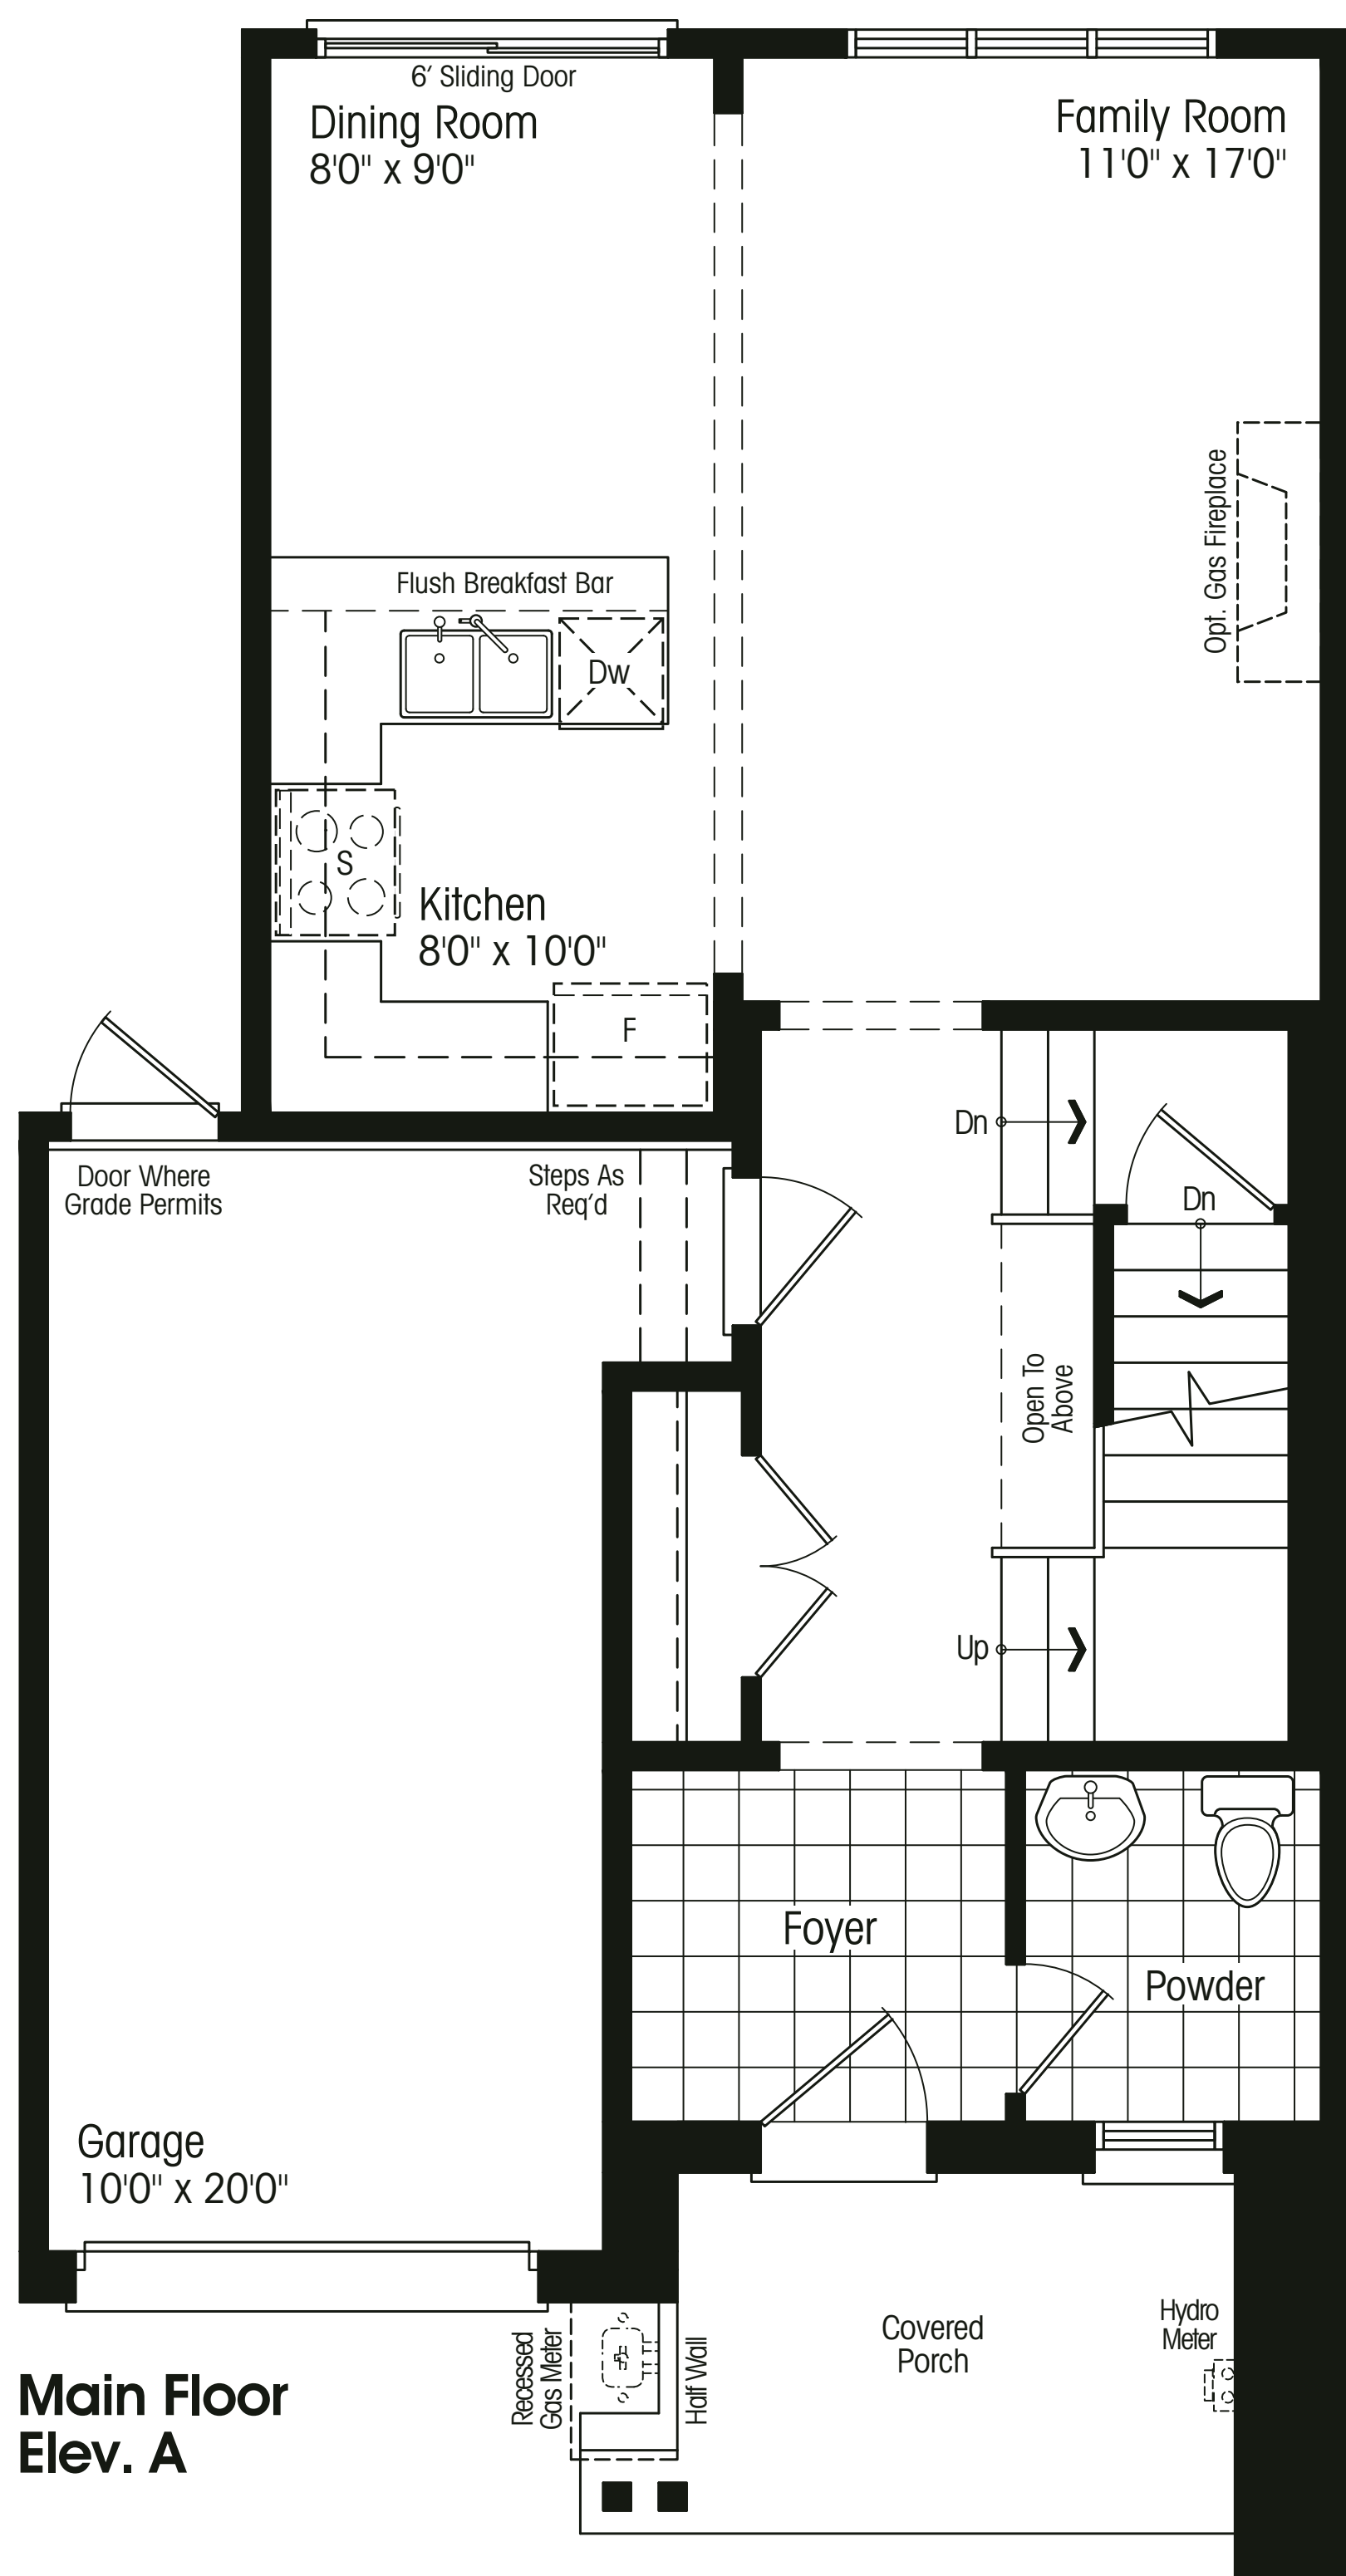 6′ Sliding Door
Dining Room
8'0" x 9'0"
Family Room
11'0" x 17'0"
Opt. Gas Fireplace
Flush Breakfast Bar
Dw
S
Kitchen
8'0" x 10'0"
F
Door Where
Grade Permits
Steps As
Req'd
Dn
Dn
Open To
Above
Up
Foyer
Powder
Garage
10'0" x 20'0"
Recessed
Gas Meter
Half Wall
Covered
Porch
Hydro
Meter
Main Floor
Elev. A